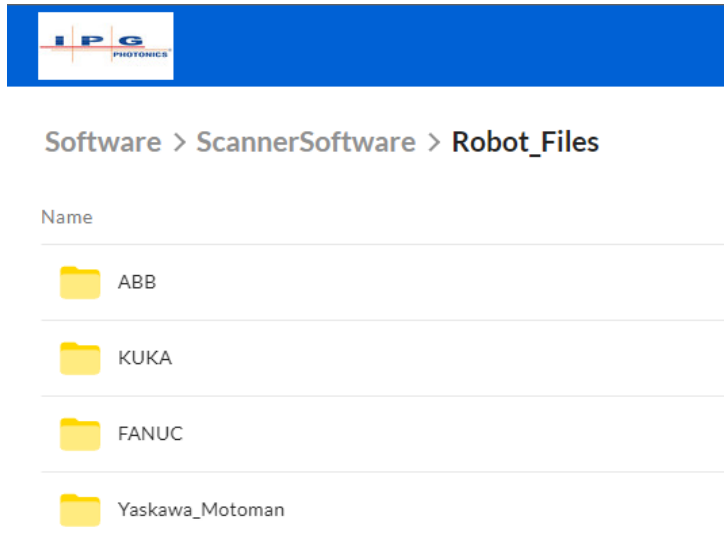 IPG
PHOTONICS
Software > ScannerSoftware > Robot_Files
Name
ABB
KUKA
FANUC
Yaskawa_Motoman